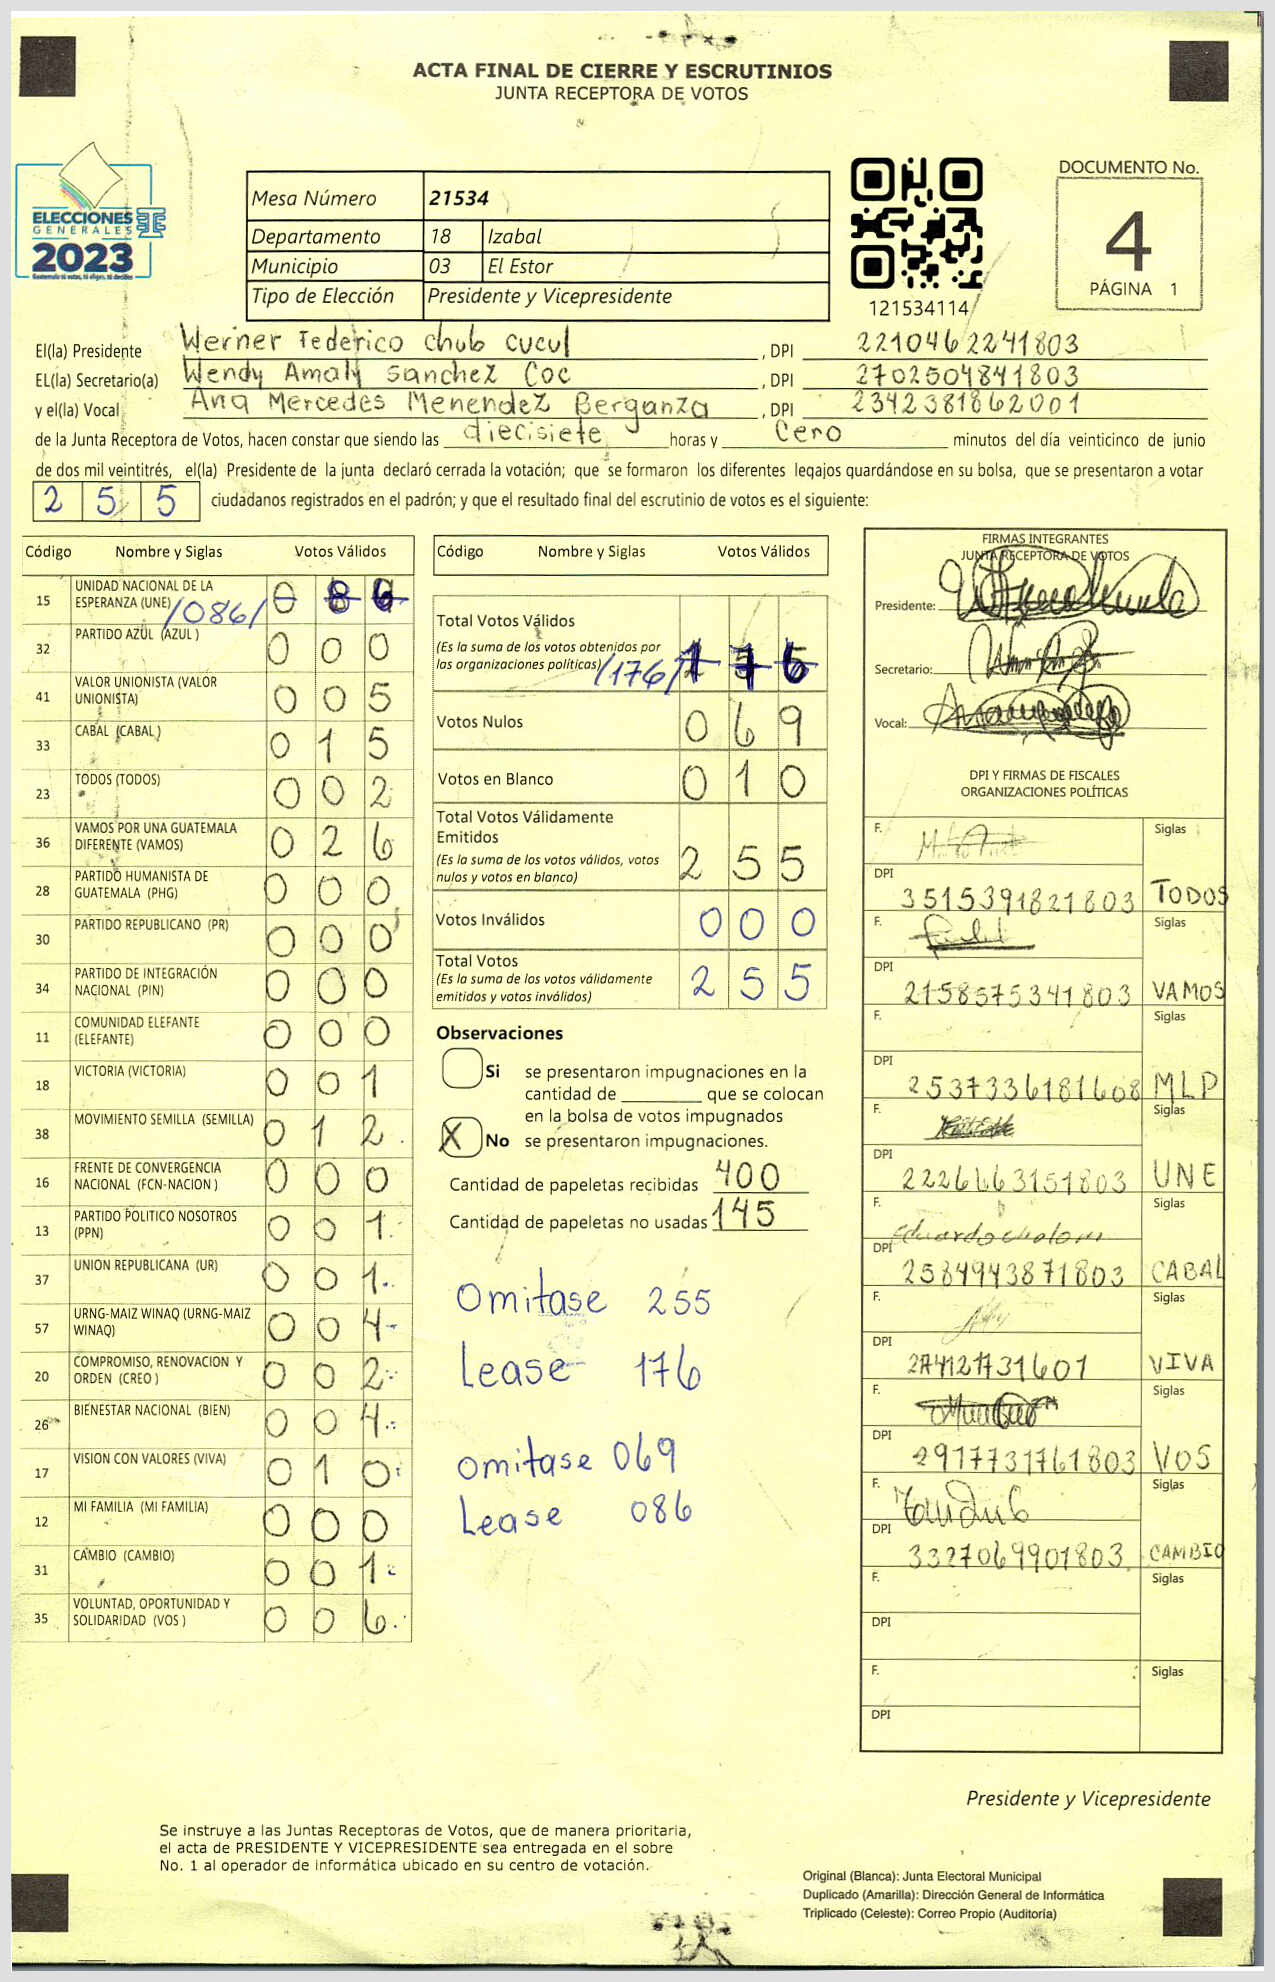 ACTA FINAL DE CIERRE Y ESCRUTINIOS
JUNTA RECEPTORA DE VOTOS
ELECCIONES
GENERALES
2023
Guatemala tú votas, tú eliges, tú decides
Mesa Número 21534
Departamento 18 Izabal
Municipio 03 El Estor
Tipo de Elección Presidente y Vicepresidente
121534114
DOCUMENTO No.
4
PÁGINA 1
El(la) Presidente Werner Federico Chub Cucul , DPI 2210462241803
EL(la) Secretario(a) Wendy Amaly Sanchez Coc , DPI 2702504841803
y el(la) Vocal Ana Mercedes Menendez Berganza , DPI 2342381862001
de la Junta Receptora de Votos, hacen constar que siendo las diecisiete horas y Cero minutos del día veinticinco de junio
de dos mil veintitrés, el(la) Presidente de la junta declaró cerrada la votación; que se formaron los diferentes legajos guardándose en su bolsa, que se presentaron a votar
2 5 5 ciudadanos registrados en el padrón; y que el resultado final del escrutinio de votos es el siguiente:
Código Nombre y Siglas Votos Válidos
15 UNIDAD NACIONAL DE LA ESPERANZA (UNE) /086/ 0 8 6
32 PARTIDO AZUL (AZUL ) 0 0 0
41 VALOR UNIONISTA (VALOR UNIONISTA) 0 0 5
33 CABAL (CABAL ) 0 1 5
23 TODOS (TODOS) 0 0 2
36 VAMOS POR UNA GUATEMALA DIFERENTE (VAMOS) 0 2 6
28 PARTIDO HUMANISTA DE GUATEMALA (PHG) 0 0 0
30 PARTIDO REPUBLICANO (PR) 0 0 0
34 PARTIDO DE INTEGRACIÓN NACIONAL (PIN) 0 0 0
11 COMUNIDAD ELEFANTE (ELEFANTE) 0 0 0
18 VICTORIA (VICTORIA) 0 0 1
38 MOVIMIENTO SEMILLA (SEMILLA) 0 1 2
16 FRENTE DE CONVERGENCIA NACIONAL (FCN-NACION ) 0 0 0
13 PARTIDO POLITICO NOSOTROS (PPN) 0 0 1
37 UNION REPUBLICANA (UR) 0 0 1
57 URNG-MAIZ WINAQ (URNG-MAIZ WINAQ) 0 0 4
20 COMPROMISO, RENOVACION Y ORDEN (CREO ) 0 0 2
26 BIENESTAR NACIONAL (BIEN) 0 0 4
17 VISION CON VALORES (VIVA) 0 1 0
12 MI FAMILIA (MI FAMILIA) 0 0 0
31 CAMBIO (CAMBIO) 0 0 1
35 VOLUNTAD, OPORTUNIDAD Y SOLIDARIDAD (VOS ) 0 0 6
Código Nombre y Siglas Votos Válidos
Total Votos Válidos
(Es la suma de los votos obtenidos por
las organizaciones políticas) /176/ 1 7 6
Votos Nulos 0 6 9
Votos en Blanco 0 1 0
Total Votos Válidamente
Emitidos
(Es la suma de los votos válidos, votos
nulos y votos en blanco) 2 5 5
Votos Inválidos 0 0 0
Total Votos
(Es la suma de los votos válidamente
emitidos y votos inválidos) 2 5 5
Observaciones
Si se presentaron impugnaciones en la
cantidad de ________ que se colocan
en la bolsa de votos impugnados
X No se presentaron impugnaciones.
Cantidad de papeletas recibidas 400
Cantidad de papeletas no usadas 145
Omitase 255
Lease 176
omitase 069
Lease 086
FIRMAS INTEGRANTES
JUNTA RECEPTORA DE VOTOS
Presidente:
Secretario:
Vocal:
DPI Y FIRMAS DE FISCALES
ORGANIZACIONES POLÍTICAS
F. Siglas
DPI 3515391821803 TODOS
F. Siglas
DPI 2158575341803 VAMOS
F. Siglas
DPI 2537336181608 MLP
F. Siglas
DPI 2226663151803 UNE
F. Siglas
DPI 2584943871803 CABAL
F. Siglas
DPI 2741217731601 VIVA
F. Siglas
DPI 2917731761803 VOS
F. Siglas
DPI 3327069901803 CAMBIO
F. Siglas
DPI
F. Siglas
DPI
Presidente y Vicepresidente
Se instruye a las Juntas Receptoras de Votos, que de manera prioritaria,
el acta de PRESIDENTE Y VICEPRESIDENTE sea entregada en el sobre
No. 1 al operador de informática ubicado en su centro de votación.
Original (Blanca): Junta Electoral Municipal
Duplicado (Amarilla): Dirección General de Informática
Triplicado (Celeste): Correo Propio (Auditoría)